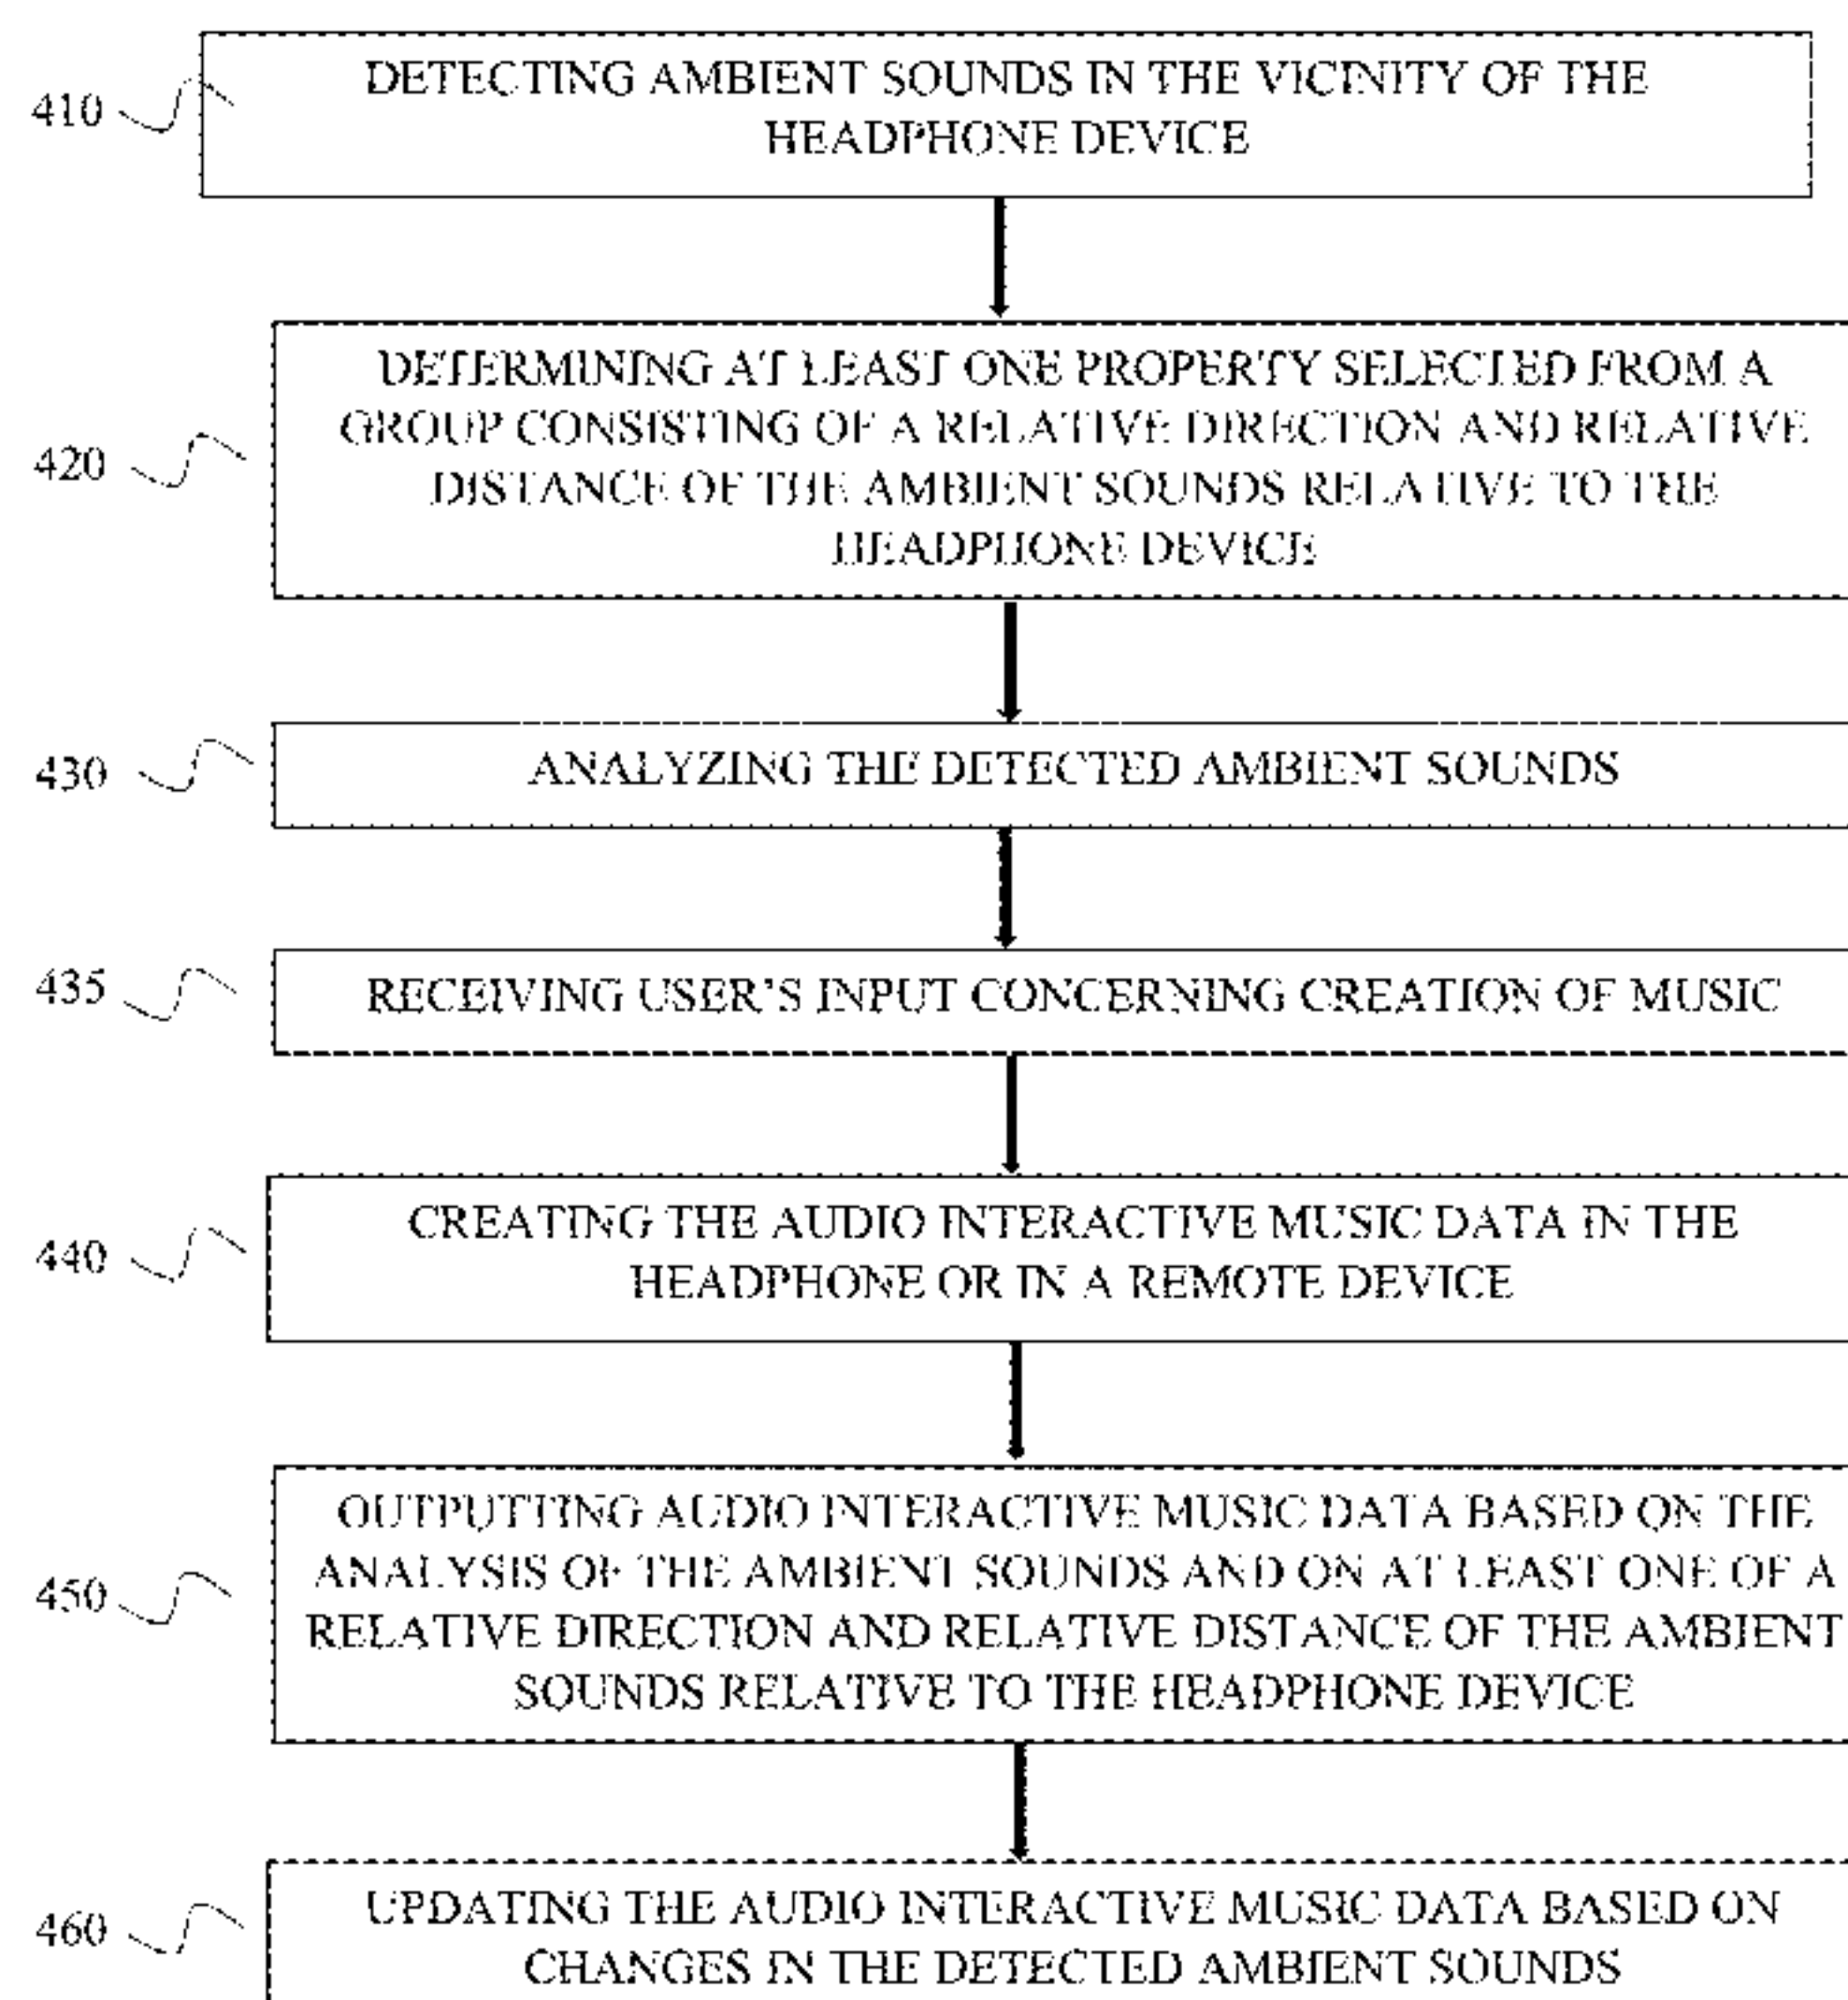 410
DETECTING AMBIENT SOUNDS IN THE VICINITY OF THE
HEADPHONE DEVICE
420
DETERMINING AT LEAST ONE PROPERTY SELECTED FROM A
GROUP CONSISTING OF A RELATIVE DIRECTION AND RELATIVE
DISTANCE OF THE AMBIENT SOUNDS RELATIVE TO THE
HEADPHONE DEVICE
430
ANALYZING THE DETECTED AMBIENT SOUNDS
435
RECEIVING USER'S INPUT CONCERNING CREATION OF MUSIC
440
CREATING THE AUDIO INTERACTIVE MUSIC DATA IN THE
HEADPHONE OR IN A REMOTE DEVICE
450
OUTPUTTING AUDIO INTERACTIVE MUSIC DATA BASED ON THE
ANALYSIS OF THE AMBIENT SOUNDS AND ON AT LEAST ONE OF A
RELATIVE DIRECTION AND RELATIVE DISTANCE OF THE AMBIENT
SOUNDS RELATIVE TO THE HEADPHONE DEVICE
460
UPDATING THE AUDIO INTERACTIVE MUSIC DATA BASED ON
CHANGES IN THE DETECTED AMBIENT SOUNDS